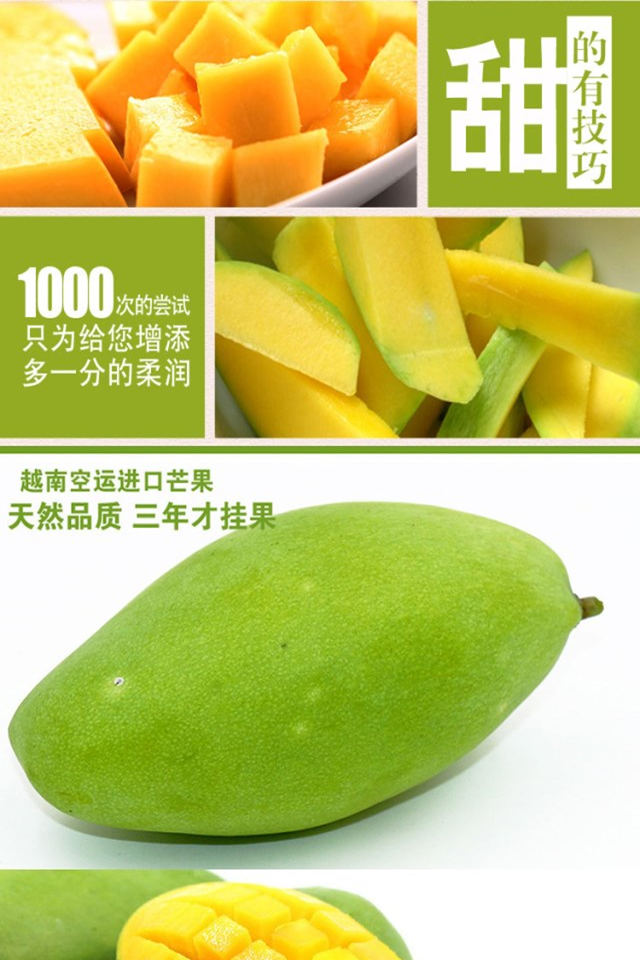 甜
的有技巧
1000次的尝试
只为给您增添
多一分的柔润
越南空运进口芒果
天然品质 三年才挂果